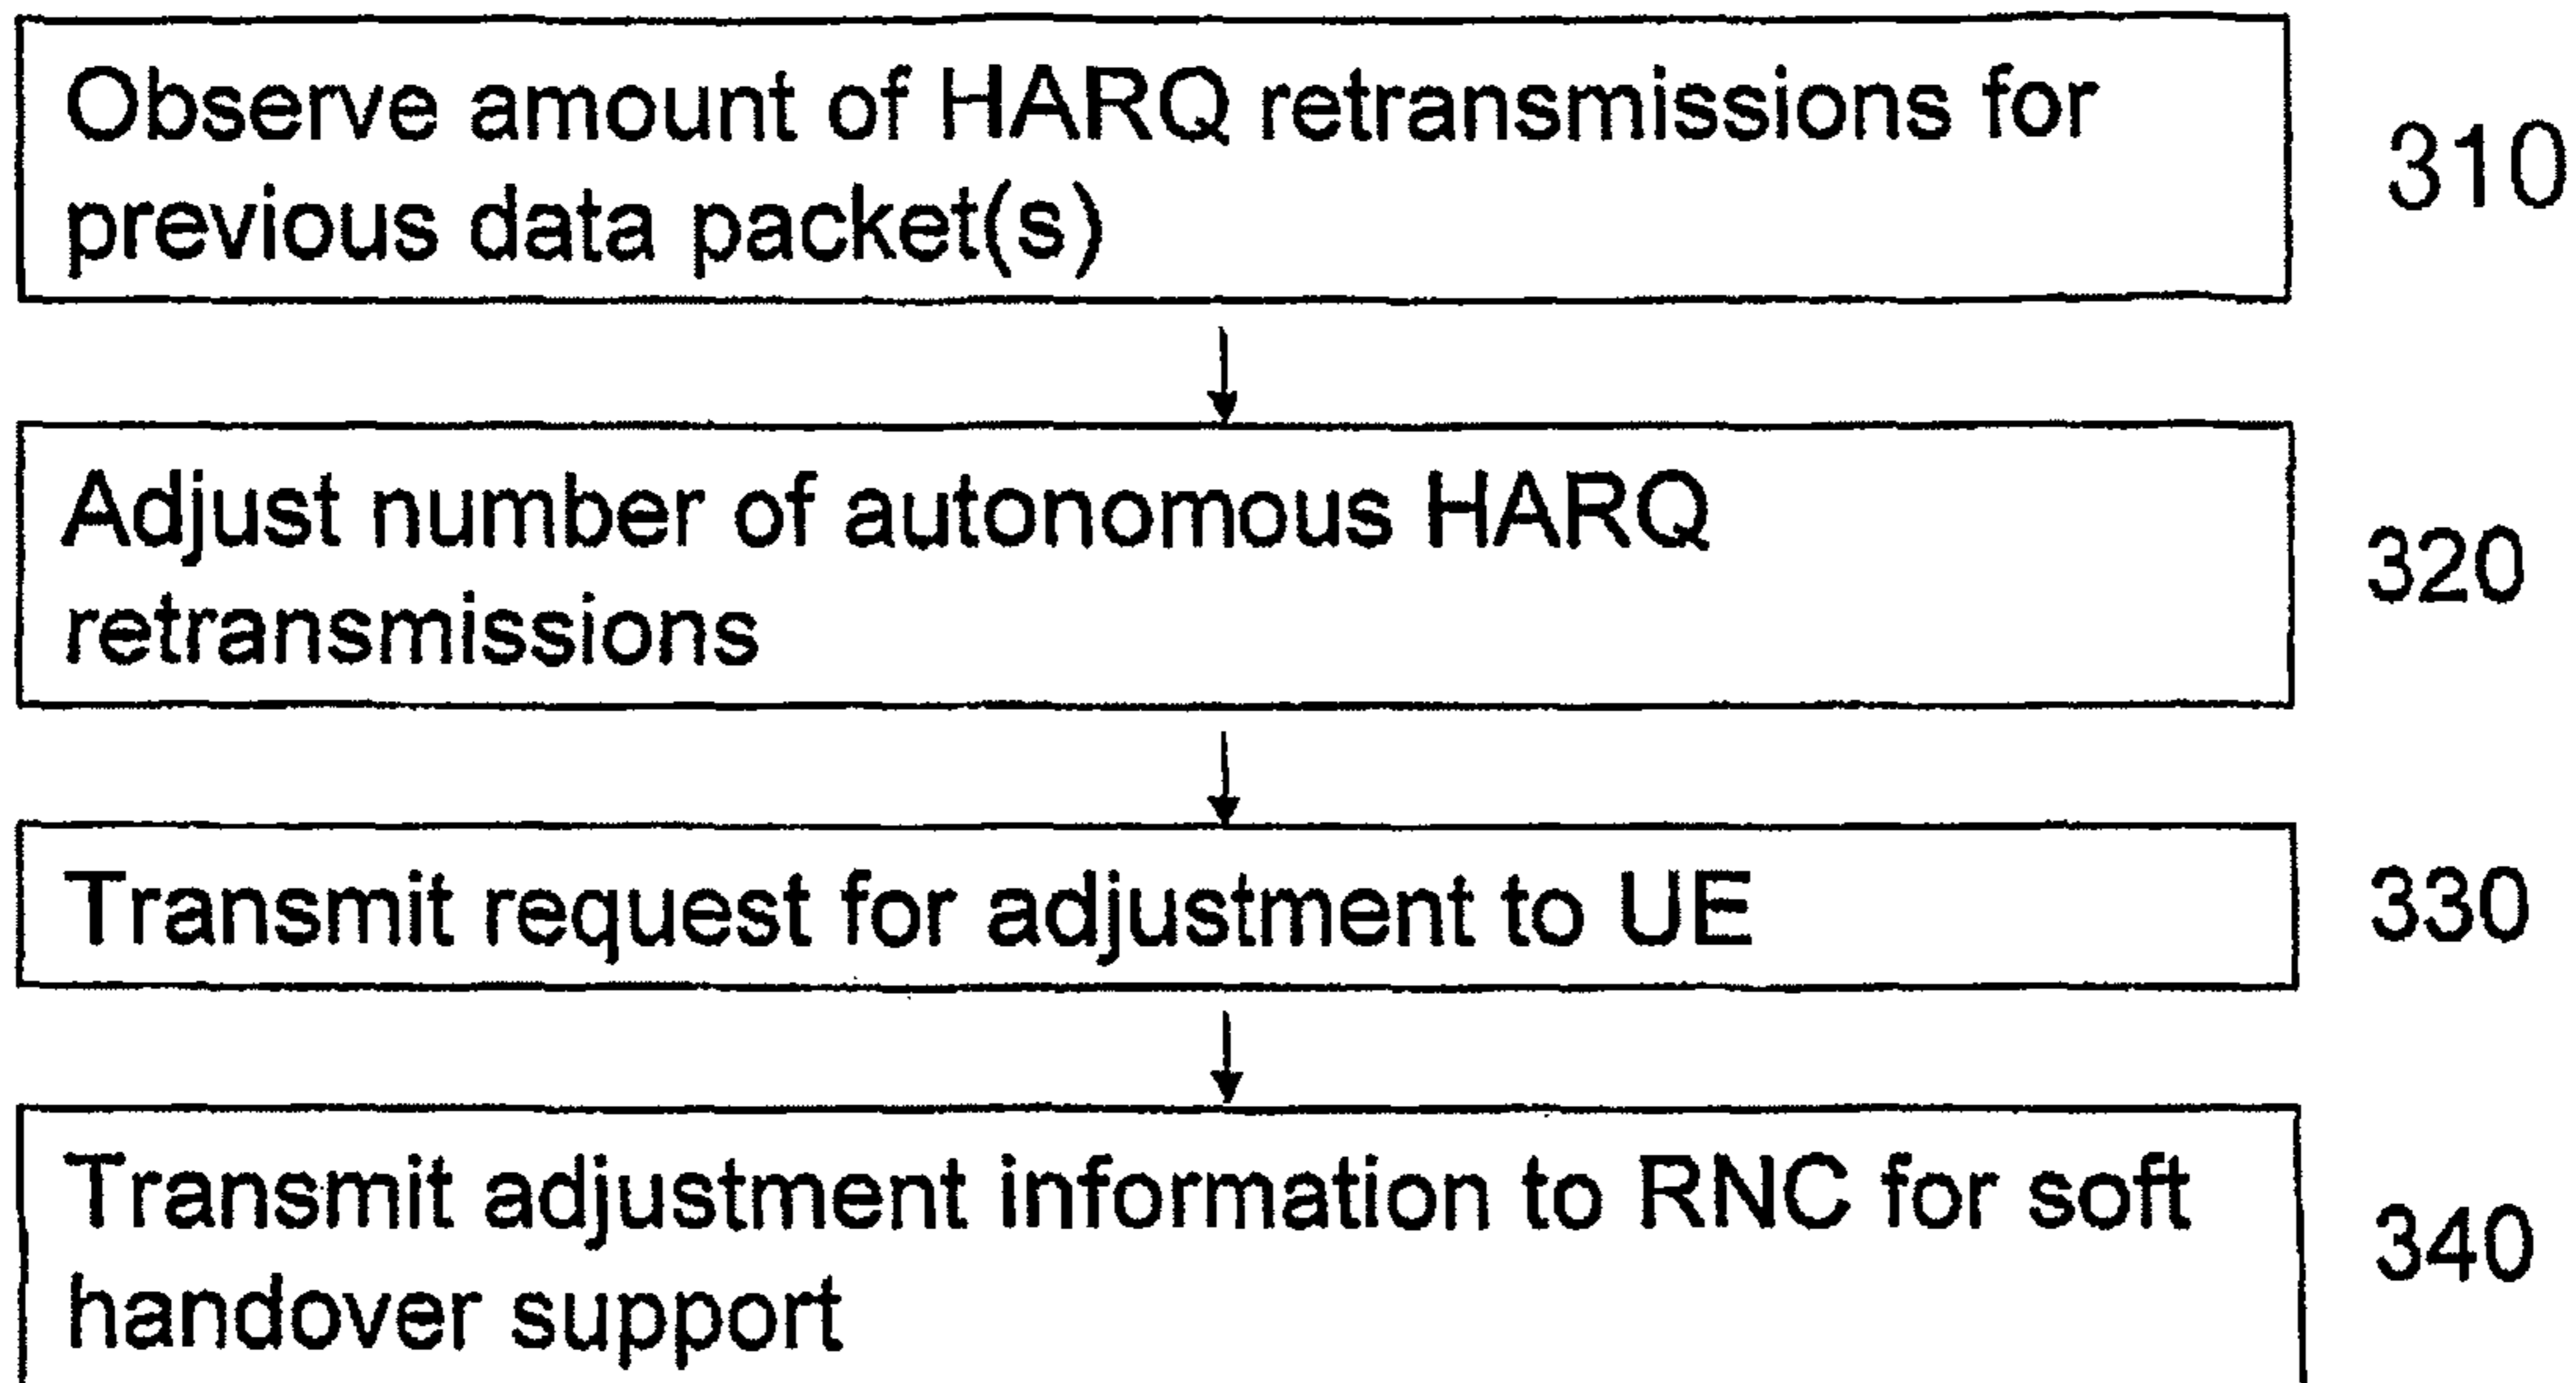 Observe amount of HARQ retransmissions for
previous data packet(s)
310
Adjust number of autonomous HARQ
retransmissions
320
Transmit request for adjustment to UE
330
Transmit adjustment information to RNC for soft
handover support
340